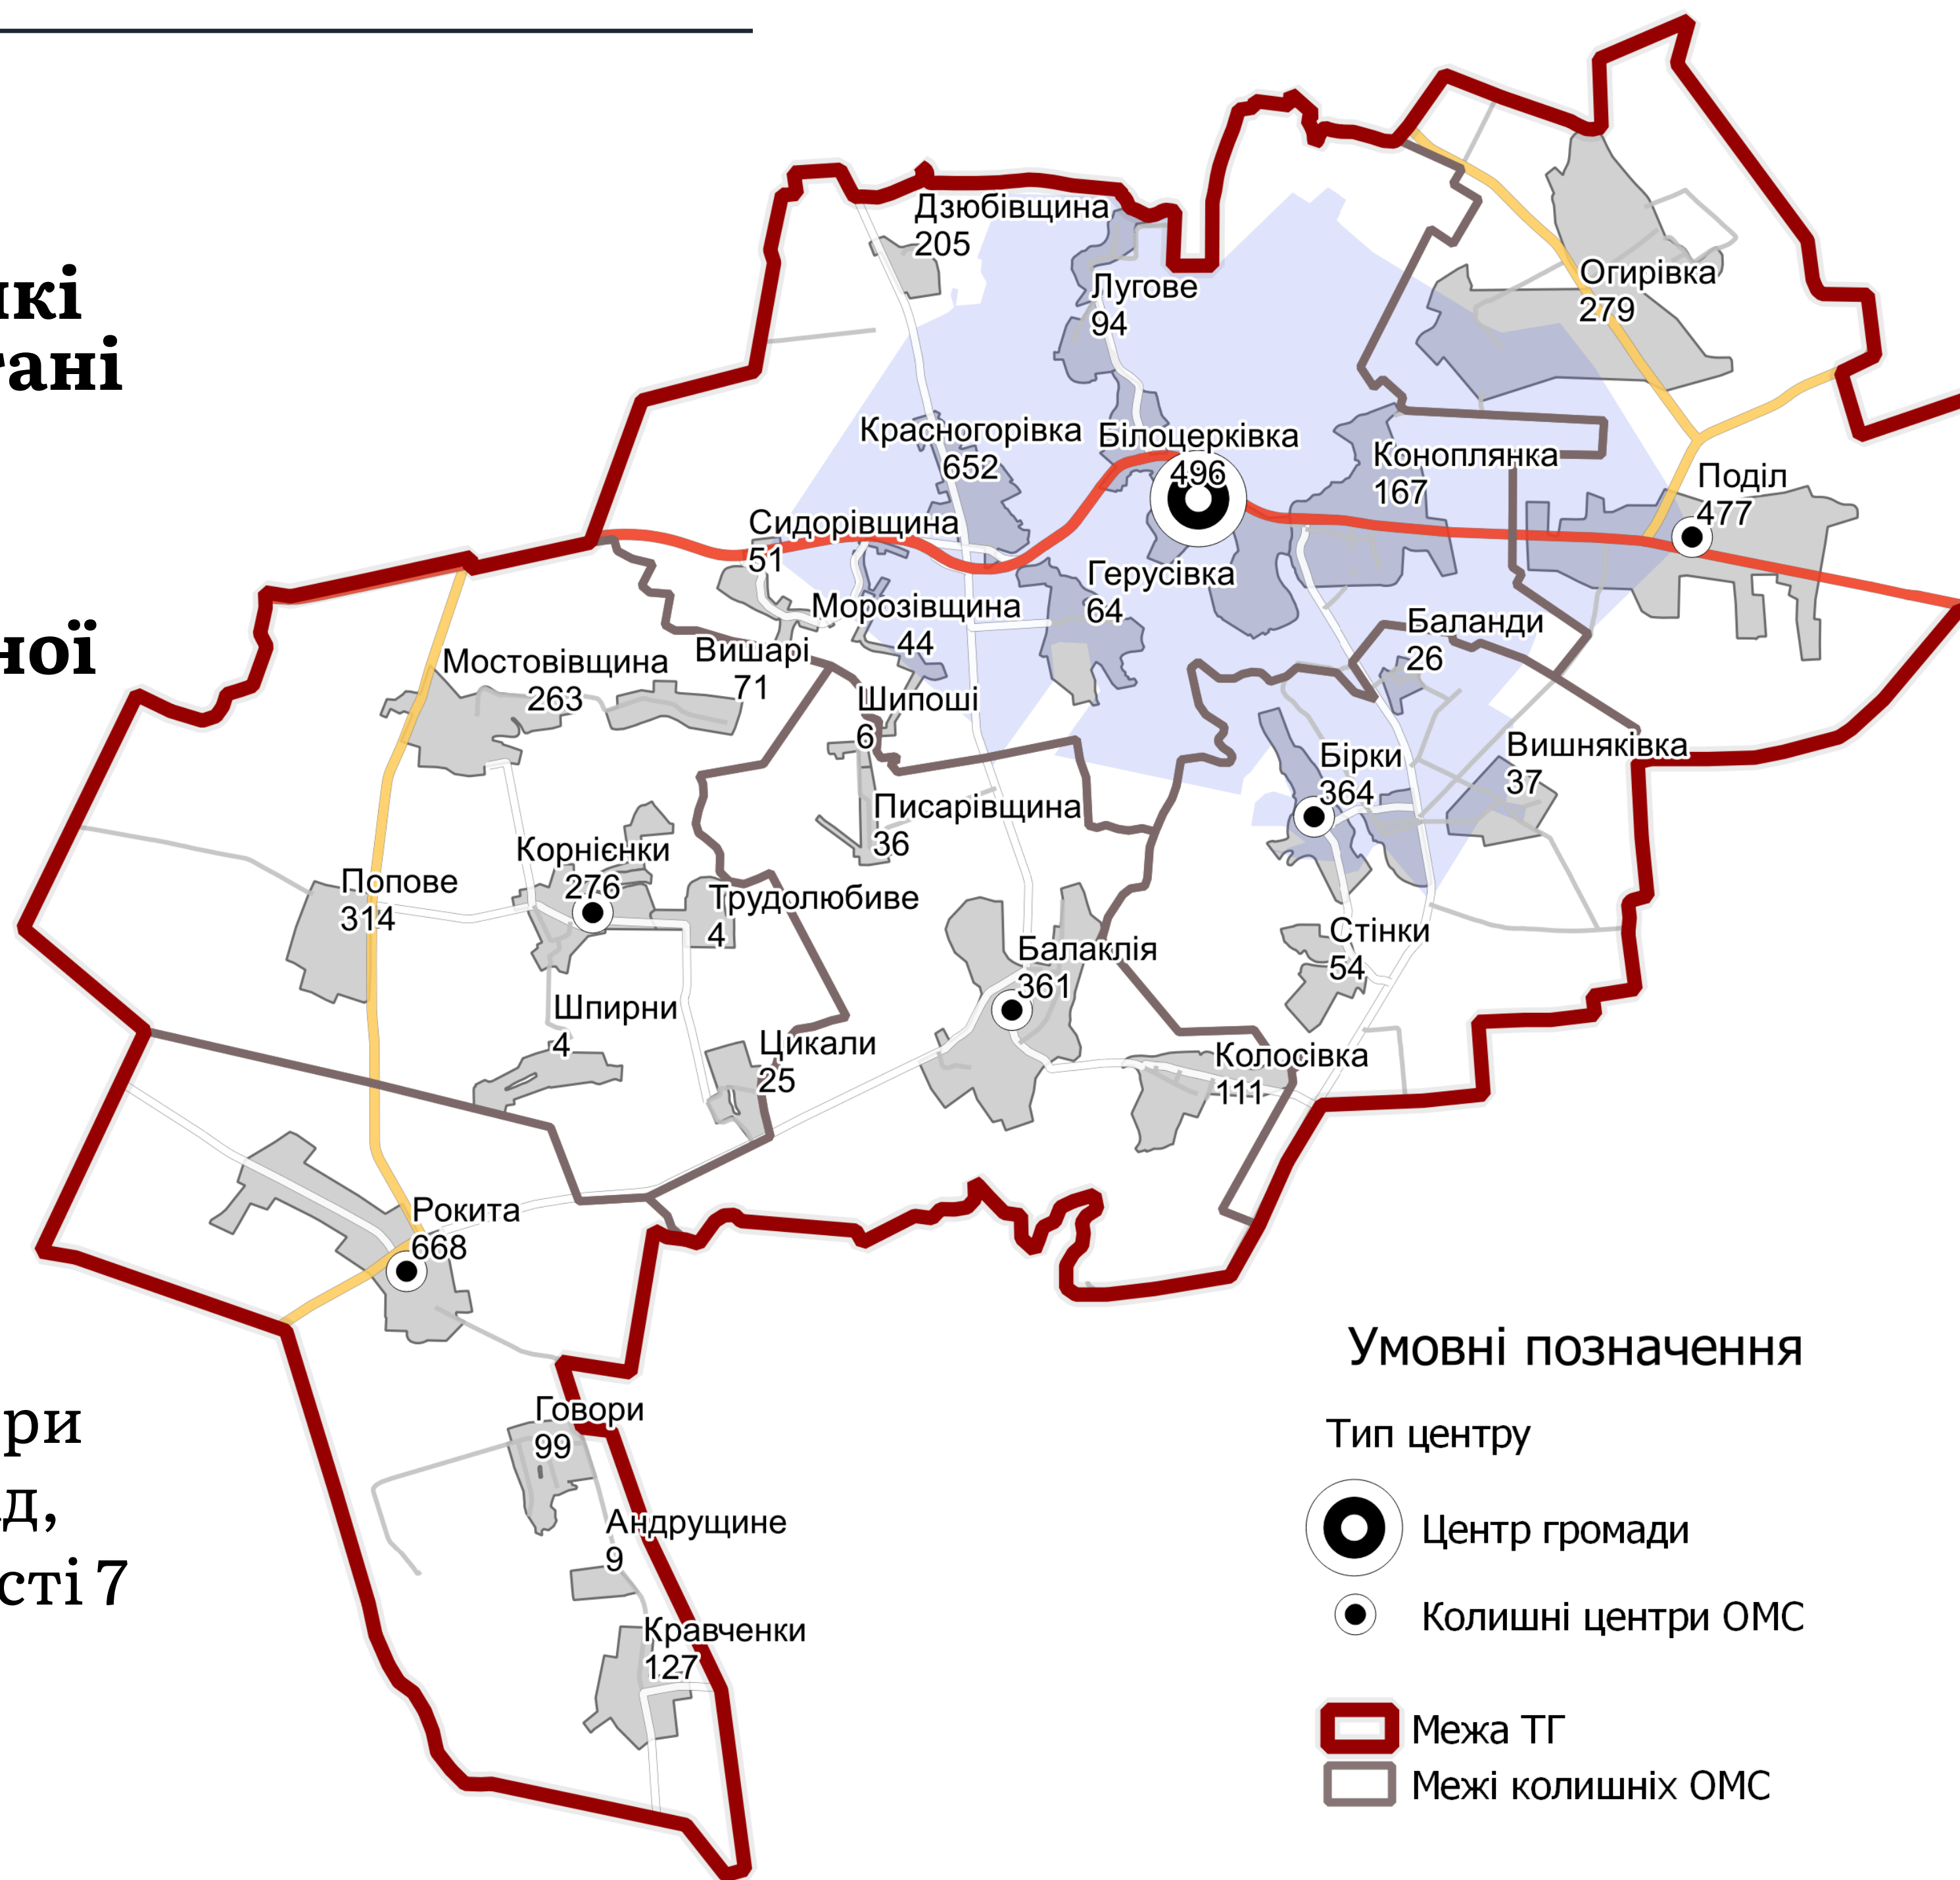 Дзюбівщина
205
Лугове
94
Огирівка
279
Красногорівка
652
Білоцерківка
496
Коноплянка
167
Поділ
477
Сидорівщина
51
Герусівка
64
Морозівщина
44
Баланди
26
Вишарі
71
Мостовівщина
263
Шипоші
6
Бірки
364
Вишняківка
37
Писарівщина
36
Корнієнки
276
Попове
314
Трудолюбиве
4
Стінки
54
Балаклія
361
Шпирни
4
Цикали
25
Колосівка
111
Рокита
668
Говори
99
Андрущине
9
Кравченки
127
ної
ри
д,
сті 7
Умовні позначення
Тип центру
Центр громади
Колишні центри ОМС
Межа ТГ
Межі колишніх ОМС